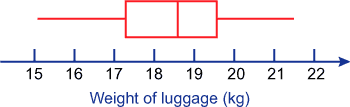 15 16 17 18 19 20 21 22
Weight of luggage (kg)